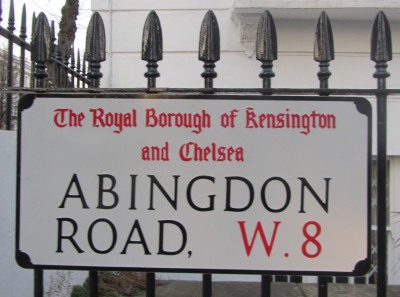 The Royal Borough of Kensington
and Chelsea
ABINGDON
ROAD, W. 8